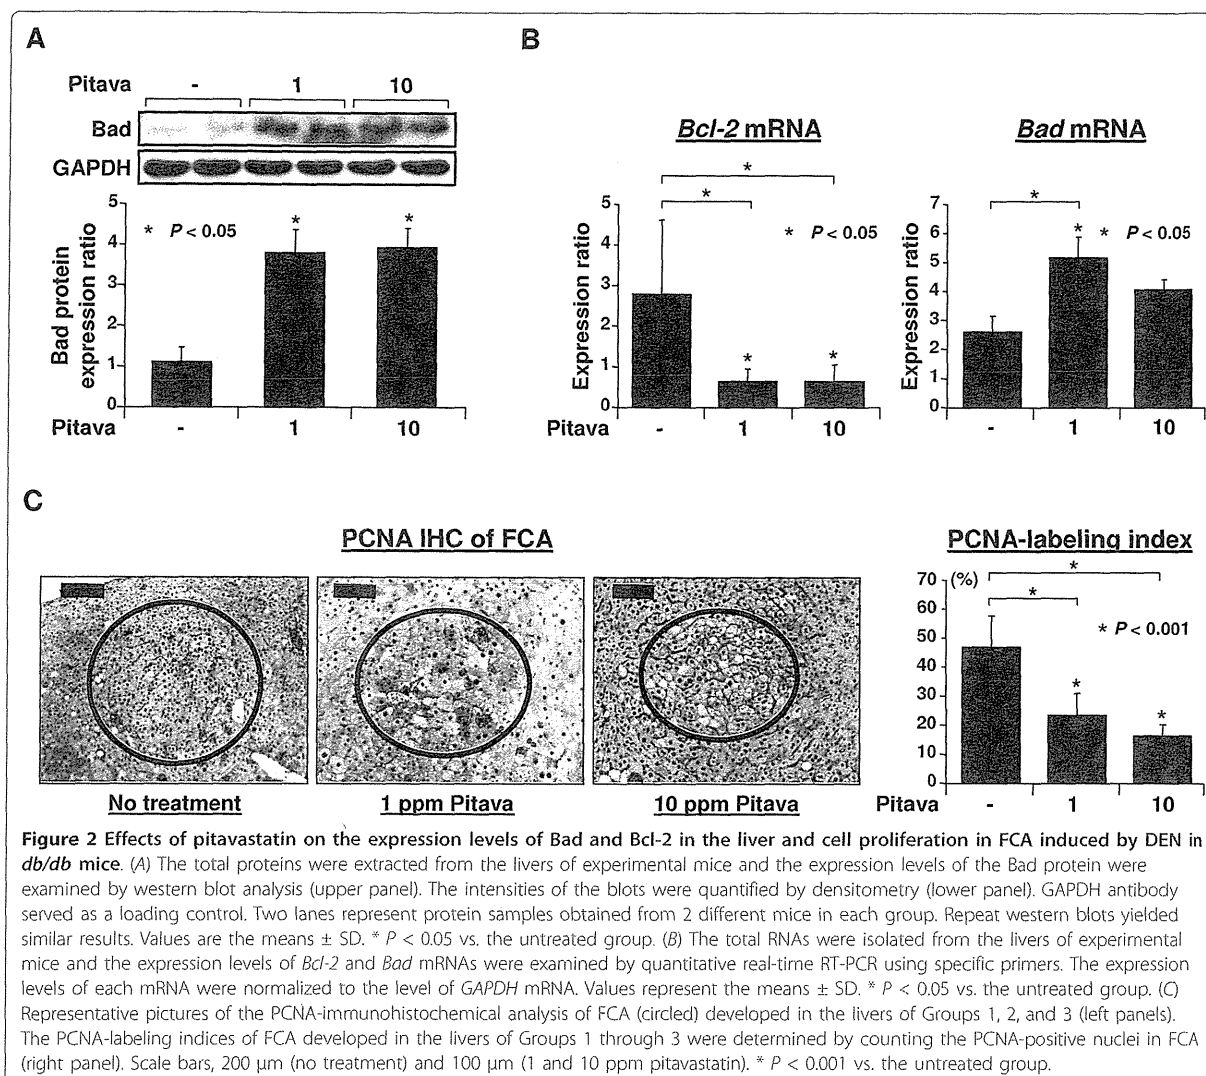 A
Pitava - 1 10
Bad
GAPDH
Bad protein
expression ratio
5
4
3
2
1
0
* P < 0.05
* *
Pitava - 1 10
B
Bcl-2 mRNA
Expression ratio
5
4
3
2
1
0
*
*
* P < 0.05
* *
Pitava - 1 10
Bad mRNA
Expression ratio
7
6
5
4
3
2
1
0
*
* * P < 0.05
- 1 10
C
PCNA IHC of FCA
No treatment
1 ppm Pitava
10 ppm Pitava
PCNA-labeling index
70
60
50
40
30
20
10
0
(%)
*
*
* P < 0.001
*
*
Pitava - 1 10
Figure 2 Effects of pitavastatin on the expression levels of Bad and Bcl-2 in the liver and cell proliferation in FCA induced by DEN in
db/db mice. (A) The total proteins were extracted from the livers of experimental mice and the expression levels of the Bad protein were
examined by western blot analysis (upper panel). The intensities of the blots were quantified by densitometry (lower panel). GAPDH antibody
served as a loading control. Two lanes represent protein samples obtained from 2 different mice in each group. Repeat western blots yielded
similar results. Values are the means ± SD. * P < 0.05 vs. the untreated group. (B) The total RNAs were isolated from the livers of experimental
mice and the expression levels of Bcl-2 and Bad mRNAs were examined by quantitative real-time RT-PCR using specific primers. The expression
levels of each mRNA were normalized to the level of GAPDH mRNA. Values represent the means ± SD. * P < 0.05 vs. the untreated group. (C)
Representative pictures of the PCNA-immunohistochemical analysis of FCA (circled) developed in the livers of Groups 1, 2, and 3 (left panels).
The PCNA-labeling indices of FCA developed in the livers of Groups 1 through 3 were determined by counting the PCNA-positive nuclei in FCA
(right panel). Scale bars, 200 μm (no treatment) and 100 μm (1 and 10 ppm pitavastatin). * P < 0.001 vs. the untreated group.